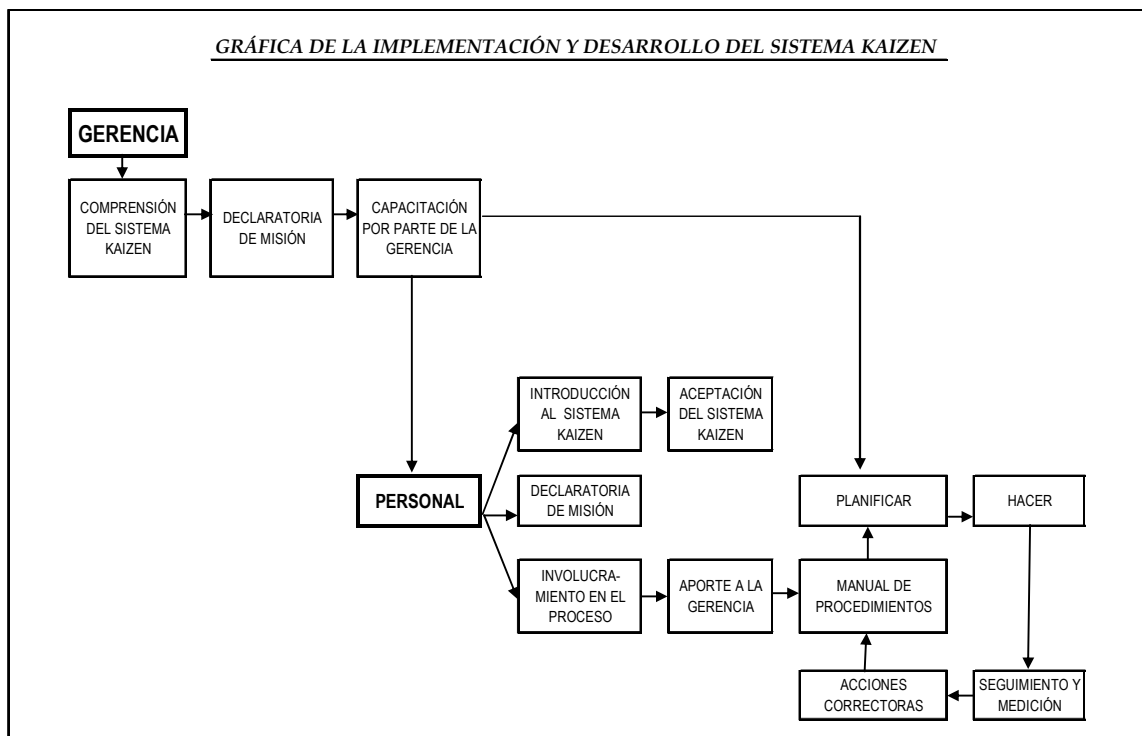 GRÁFICA DE LA IMPLEMENTACIÓN Y DESARROLLO DEL SISTEMA KAIZEN
GERENCIA
COMPRENSIÓN
DEL SISTEMA
KAIZEN
DECLARATORIA
DE MISIÓN
CAPACITACIÓN
POR PARTE DE LA
GERENCIA
INTRODUCCIÓN
AL SISTEMA
KAIZEN
ACEPTACIÓN
DEL SISTEMA
KAIZEN
PERSONAL
DECLARATORIA
DE MISIÓN
PLANIFICAR
HACER
INVOLUCRA-
MIENTO EN EL
PROCESO
APORTE A LA
GERENCIA
MANUAL DE
PROCEDIMIENTOS
ACCIONES
CORRECTORAS
SEGUIMIENTO Y
MEDICIÓN